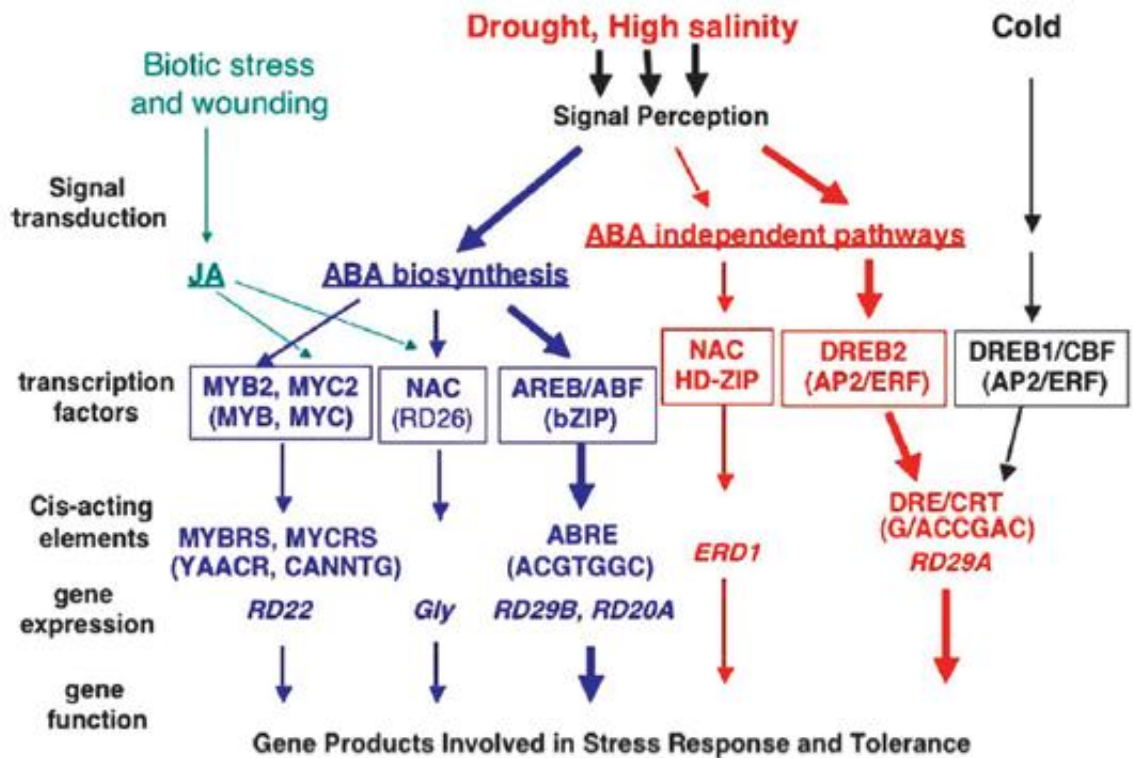 Drought, High salinity
Cold
Biotic stress
and wounding
Signal Perception
Signal
transduction
ABA independent pathways
JA
ABA biosynthesis
transcription
factors
MYB2, MYC2
(MYB, MYC)
NAC
(RD26)
AREB/ABF
(bZIP)
NAC
HD-ZIP
DREB2
(AP2/ERF)
DREB1/CBF
(AP2/ERF)
Cis-acting
elements
MYBRS, MYCRS
(YAACR, CANNTG)
ABRE
(ACGTGGC)
ERD1
DRE/CRT
(G/ACCGAC)
RD29A
gene
expression
RD22
Gly
RD29B, RD20A
gene
function
Gene Products Involved in Stress Response and Tolerance